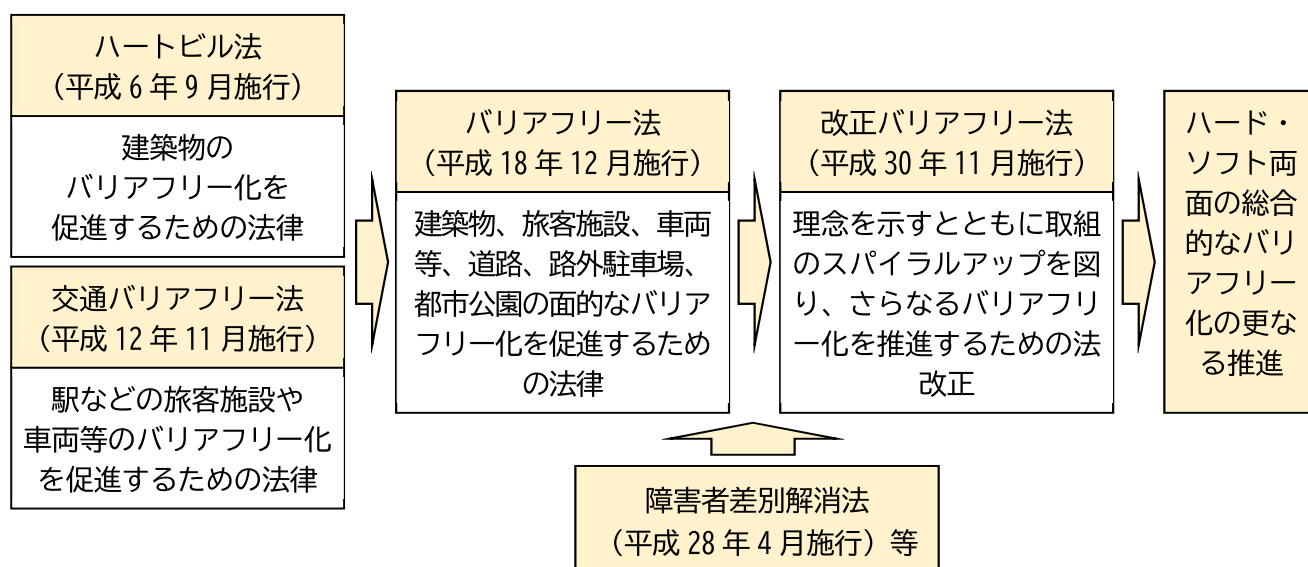 ハートビル法
（平成 6 年 9 月施行）
建築物の
バリアフリー化を
促進するための法律
交通バリアフリー法
（平成 12 年 11 月施行）
駅などの旅客施設や
車両等のバリアフリー化
を促進するための法律
バリアフリー法
（平成 18 年 12 月施行）
建築物、旅客施設、車両
等、道路、路外駐車場、
都市公園の面的なバリア
フリー化を促進するため
の法律
改正バリアフリー法
（平成 30 年 11 月施行）
理念を示すとともに取組
のスパイラルアップを図
り、さらなるバリアフリ
ー化を推進するための法
改正
障害者差別解消法
（平成 28 年 4 月施行）等
ハード・
ソフト両
面の総合
的なバリ
アフリー
化の更な
る推進